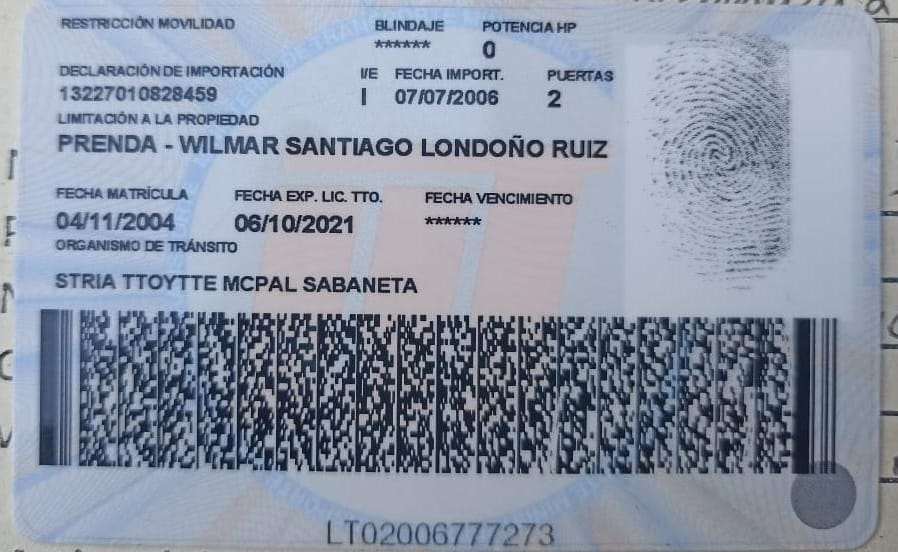 RESTRICCIÓN MOVILIDAD BLINDAJE POTENCIA HP
****** 0
DECLARACIÓN DE IMPORTACIÓN I/E FECHA IMPORT. PUERTAS
13227010828459 I 07/07/2006 2
LIMITACIÓN A LA PROPIEDAD
PRENDA - WILMAR SANTIAGO LONDOÑO RUIZ
FECHA MATRÍCULA FECHA EXP. LIC. TTO. FECHA VENCIMIENTO
04/11/2004 06/10/2021 ******
ORGANISMO DE TRÁNSITO
STRIA TTOYTTE MCPAL SABANETA
LT02006777273